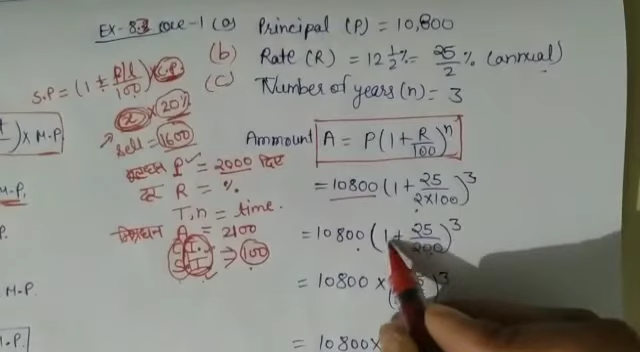 Ex-8.3 Que-1 (a) Principal (P) = 10,800
(b) Rate (R) = 12 1/2 % = 25/2 % (annual)
(c) Number of years (n) = 3
S.P = (1 ± P/L/100) × C.P.
x × 20%
Sell = 1600
) × M.P
Ammount A = P(1 + R/100)^n
मूलधन P = 2000 दिए
दर R = %
T, n = time.
मिश्रधन A = 2100
C.I.
S.I ⇒ 100
M.P.
P.
M.P.
P.
= 10800 (1 + 25/2×100)^3
= 10800 (1 + 25/200)^3
= 10800 × ( )^3
= 10800 ×